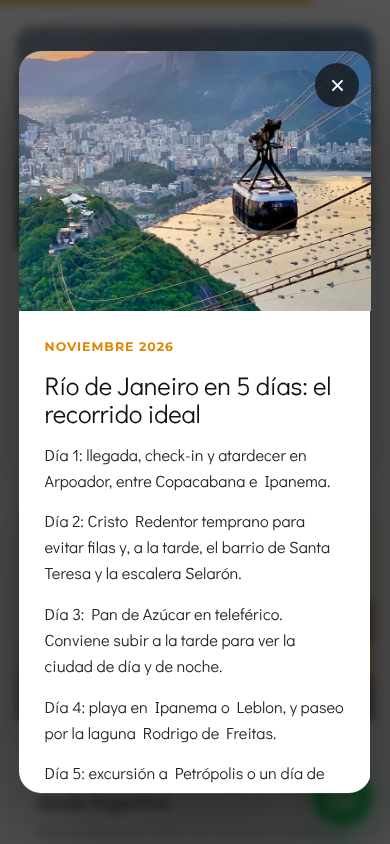 NOVIEMBRE 2026
Río de Janeiro en 5 días: el
recorrido ideal
Día 1: llegada, check-in y atardecer en
Arpoador, entre Copacabana e Ipanema.
Día 2: Cristo Redentor temprano para
evitar filas y, a la tarde, el barrio de Santa
Teresa y la escalera Selarón.
Día 3: Pan de Azúcar en teleférico.
Conviene subir a la tarde para ver la
ciudad de día y de noche.
Día 4: playa en Ipanema o Leblon, y paseo
por la laguna Rodrigo de Freitas.
Día 5: excursión a Petrópolis o un día de